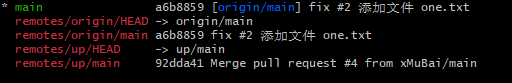 * main a6b8859 [origin/main] fix #2 添加文件 one.txt
remotes/origin/HEAD -> origin/main
remotes/origin/main a6b8859 fix #2 添加文件 one.txt
remotes/up/HEAD -> up/main
remotes/up/main 92dda41 Merge pull request #4 from xMuBai/main